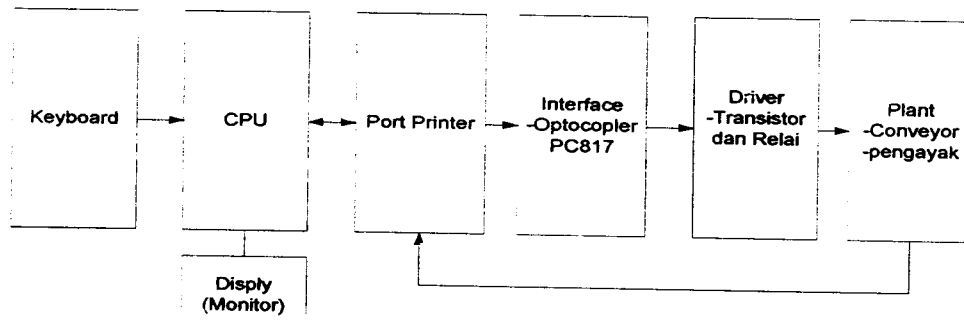 Keyboard
CPU
Port Printer
Interface
-Optocopler
PC817
Driver
-Transistor
dan Relai
Plant
-Conveyor
-pengayak
Disply
(Monitor)